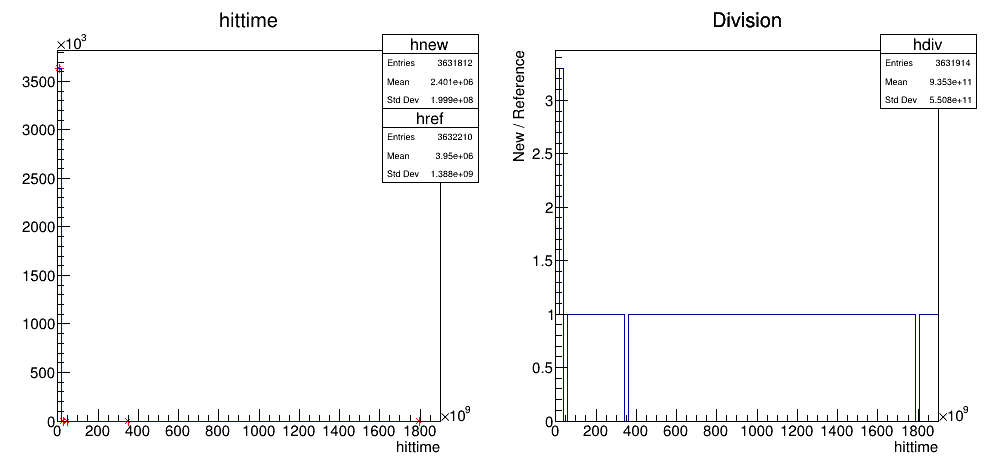 hittime
×10³
hnew
Entries 3631812
Mean 2.401e+06
Std Dev 1.999e+08
href
Entries 3632210
Mean 3.95e+06
Std Dev 1.388e+09
3500
3000
2500
2000
1500
1000
500
0
0 200 400 600 800 1000 1200 1400 1600 1800 ×10⁹
hittime
Division
hdiv
Entries 3631914
Mean 9.353e+11
Std Dev 5.508e+11
New / Reference
3
2.5
2
1.5
1
0.5
0
0 200 400 600 800 1000 1200 1400 1600 1800 ×10⁹
hittime